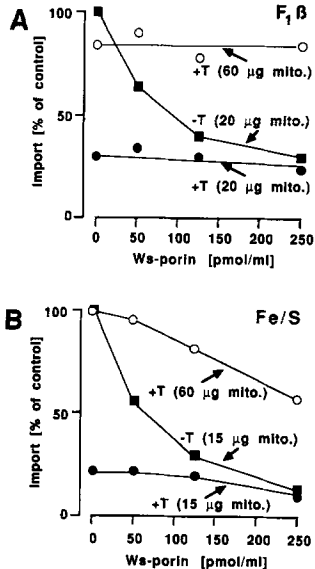 A
F₁ß
Import [% of control]
100
50
0
+T (60 µg mito.)
-T (20 µg mito.)
+T (20 µg mito.)
0 50 100 150 200 250
Ws-porin [pmol/ml]
B
Fe/S
Import [% of control]
100
50
0
+T (60 µg mito.)
-T (15 µg mito.)
+T (15 µg mito.)
0 50 100 150 200 250
Ws-porin [pmol/ml]